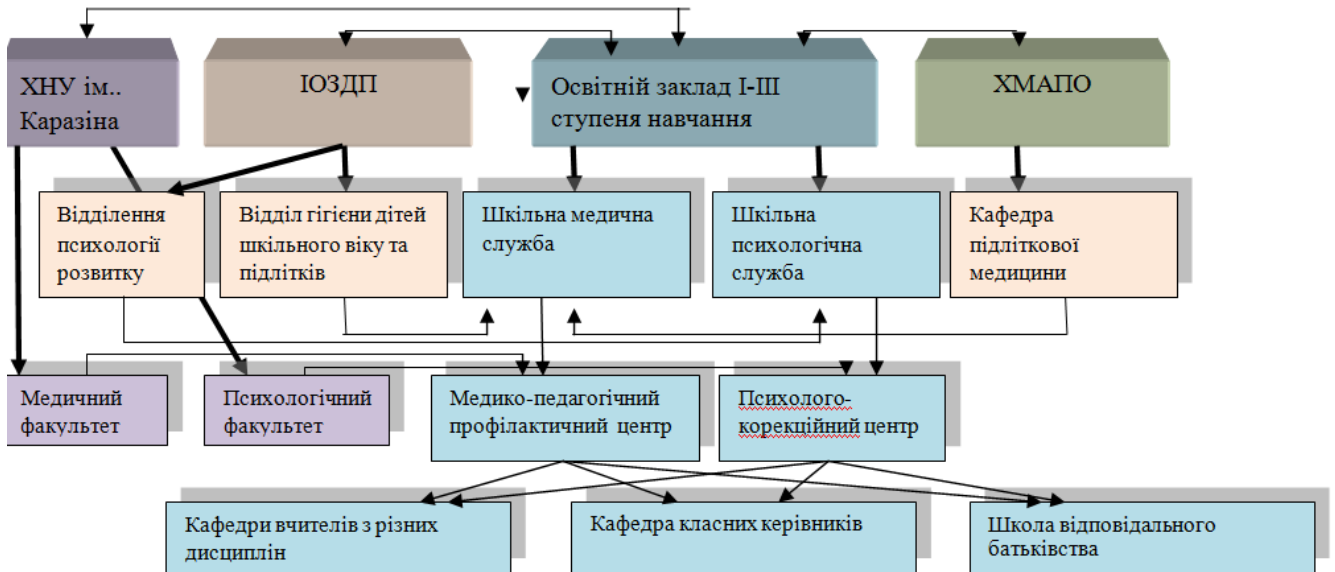 ХНУ ім..
Каразіна
ІОЗДП
Освітній заклад І-ІІІ
ступеня навчання
ХМАПО
Відділення
психології
розвитку
Відділ гігієни дітей
шкільного віку та
підлітків
Шкільна медична
служба
Шкільна
психологічна
служба
Кафедра
підліткової
медицини
Медичний
факультет
Психологічний
факультет
Медико-педагогічний
профілактичний центр
Психолого-
корекційний центр
Кафедри вчителів з різних
дисциплін
Кафедра класних керівників
Школа відповідального
батьківства